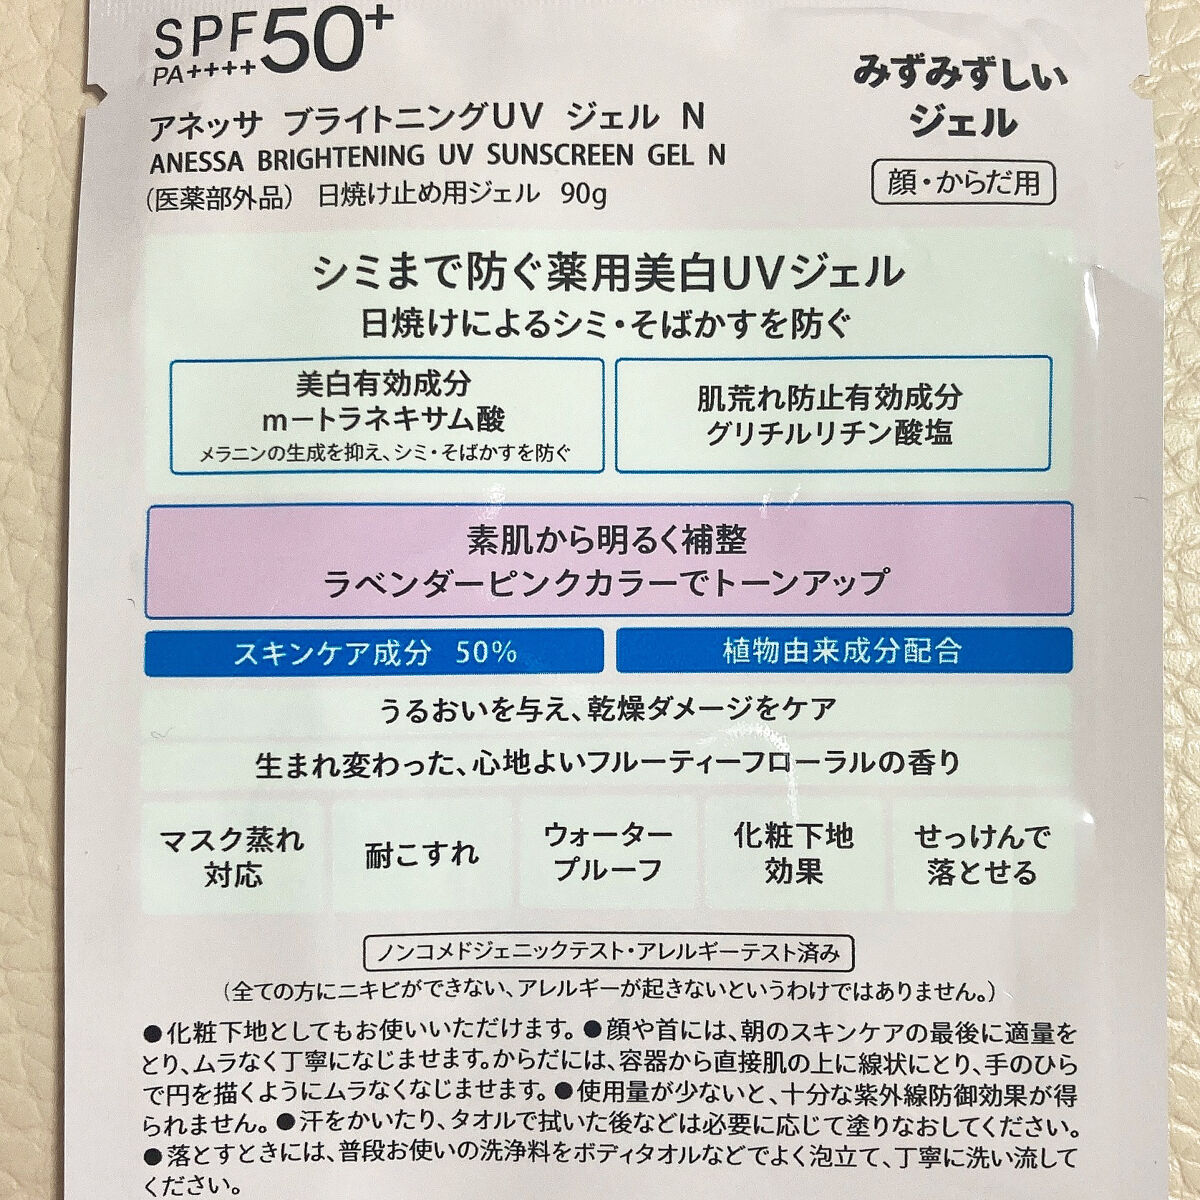 SPF50+
PA++++
みずみずしい
ジェル
アネッサ ブライトニングUV ジェル N
ANESSA BRIGHTENING UV SUNSCREEN GEL N
(医薬部外品) 日焼け止め用ジェル 90g
顔・からだ用
シミまで防ぐ薬用美白UVジェル
日焼けによるシミ・そばかすを防ぐ
美白有効成分
m−トラネキサム酸
メラニンの生成を抑え、シミ・そばかすを防ぐ
肌荒れ防止有効成分
グリチルリチン酸塩
素肌から明るく補整
ラベンダーピンクカラーでトーンアップ
スキンケア成分 50%
植物由来成分配合
うるおいを与え、乾燥ダメージをケア
生まれ変わった、心地よいフルーティーフローラルの香り
マスク蒸れ
対応
耐こすれ
ウォーター
プルーフ
化粧下地
効果
せっけんで
落とせる
ノンコメドジェニックテスト・アレルギーテスト済み
(全ての方にニキビができない、アレルギーが起きないというわけではありません。)
●化粧下地としてもお使いいただけます。●顔や首には、朝のスキンケアの最後に適量を
とり、ムラなく丁寧になじませます。からだには、容器から直接肌の上に線状にとり、手のひら
で円を描くようにムラなくなじませます。●使用量が少ないと、十分な紫外線防御効果が得
られません。●汗をかいたり、タオルで拭いた後などは必要に応じて塗りなおしてください。
●落とすときには、普段お使いの洗浄料をボディタオルなどでよく泡立て、丁寧に洗い流して
ください。